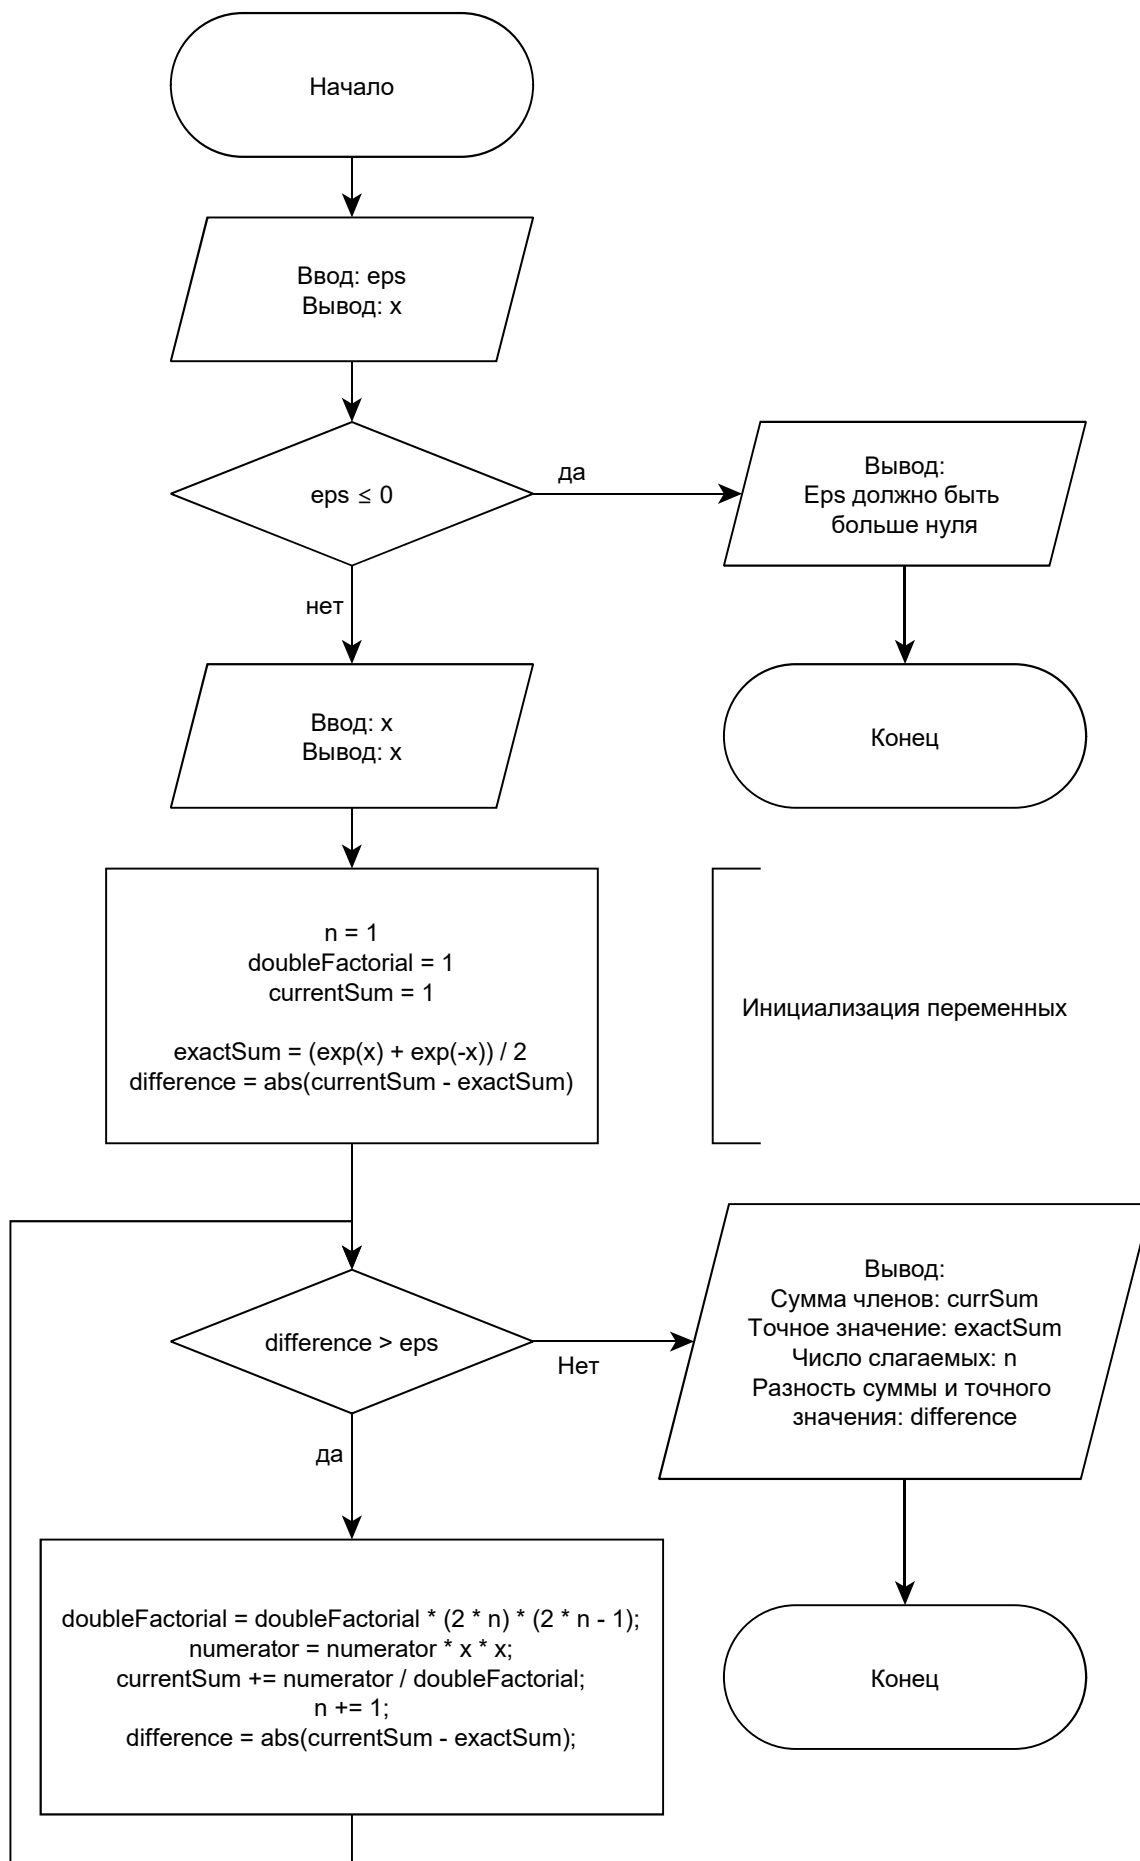 Начало
Ввод: eps
Вывод: x
eps ≤ 0
да
Вывод:
Eps должно быть
больше нуля
нет
Конец
Ввод: x
Вывод: x
n = 1
doubleFactorial = 1
currentSum = 1
exactSum = (exp(x) + exp(-x)) / 2
difference = abs(currentSum - exactSum)
Инициализация переменных
difference > eps
Нет
Вывод:
Сумма членов: currSum
Точное значение: exactSum
Число слагаемых: n
Разность суммы и точного
значения: difference
да
doubleFactorial = doubleFactorial * (2 * n) * (2 * n - 1);
numerator = numerator * x * x;
currentSum += numerator / doubleFactorial;
n += 1;
difference = abs(currentSum - exactSum);
Конец